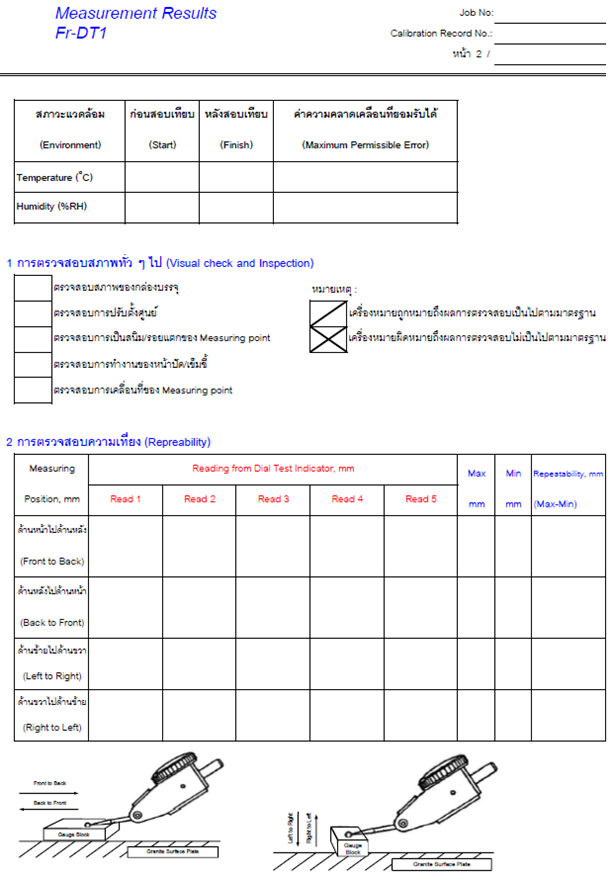 Measurement Results
Fr-DT1
Job No:
Calibration Record No.:
หน้า 2 /
สภาวะแวดล้อม ก่อนสอบเทียบ หลังสอบเทียบ ค่าความคลาดเคลื่อนที่ยอมรับได้
(Environment) (Start) (Finish) (Maximum Permissible Error)
Temperature (°C)
Humidity (%RH)
1 การตรวจสอบสภาพทั่ว ๆ ไป (Visual check and Inspection)
ตรวจสอบสภาพของกล่องบรรจุ
หมายเหตุ :
ตรวจสอบการปรับตั้งศูนย์
เครื่องหมายถูกหมายถึงผลการตรวจสอบเป็นไปตามมาตรฐาน
ตรวจสอบการเป็นสนิม/รอยแตกของ Measuring point
เครื่องหมายผิดหมายถึงผลการตรวจสอบไม่เป็นไปตามมาตรฐาน
ตรวจสอบการทำงานของหน้าปัด/เข็มชี้
ตรวจสอบการเคลื่อนที่ของ Measuring point
2 การตรวจสอบความเที่ยง (Repreability)
Measuring Reading from Dial Test Indicator, mm Max Min Repeatability, mm
Position, mm Read 1 Read 2 Read 3 Read 4 Read 5 mm mm (Max-Min)
ด้านหน้าไปด้านหลัง
(Front to Back)
ด้านหลังไปด้านหน้า
(Back to Front)
ด้านซ้ายไปด้านขวา
(Left to Right)
ด้านขวาไปด้านซ้าย
(Right to Left)
Front to Back
Back to Front
Gauge Block
Granite Surface Plate
Left to Right
Right to Left
Gauge
Block
Granite Surface Plate